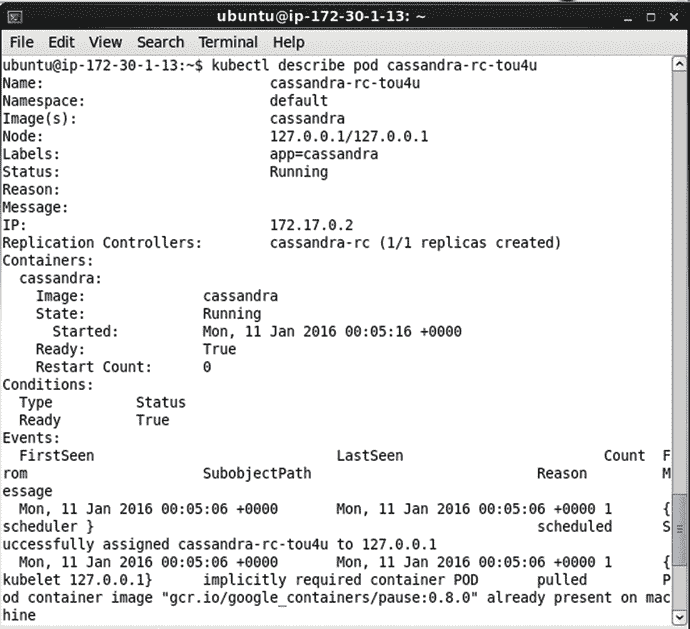 ubuntu@ip-172-30-1-13: ~
File Edit View Search Terminal Help
ubuntu@ip-172-30-1-13:~$ kubectl describe pod cassandra-rc-tou4u
Name: cassandra-rc-tou4u
Namespace: default
Image(s): cassandra
Node: 127.0.0.1/127.0.0.1
Labels: app=cassandra
Status: Running
Reason:
Message:
IP: 172.17.0.2
Replication Controllers: cassandra-rc (1/1 replicas created)
Containers:
cassandra:
Image: cassandra
State: Running
Started: Mon, 11 Jan 2016 00:05:16 +0000
Ready: True
Restart Count: 0
Conditions:
Type Status
Ready True
Events:
FirstSeen LastSeen Count F
rom SubobjectPath Reason M
essage
Mon, 11 Jan 2016 00:05:06 +0000 Mon, 11 Jan 2016 00:05:06 +0000 1 {
scheduler } scheduled S
uccessfully assigned cassandra-rc-tou4u to 127.0.0.1
Mon, 11 Jan 2016 00:05:06 +0000 Mon, 11 Jan 2016 00:05:06 +0000 1 {
kubelet 127.0.0.1} implicitly required container POD pulled P
od container image "gcr.io/google_containers/pause:0.8.0" already present on mac
hine